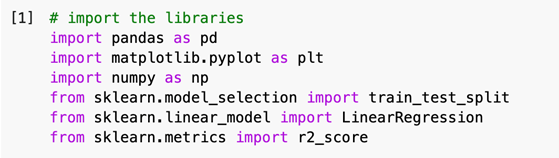 [1] # import the libraries
import pandas as pd
import matplotlib.pyplot as plt
import numpy as np
from sklearn.model_selection import train_test_split
from sklearn.linear_model import LinearRegression
from sklearn.metrics import r2_score